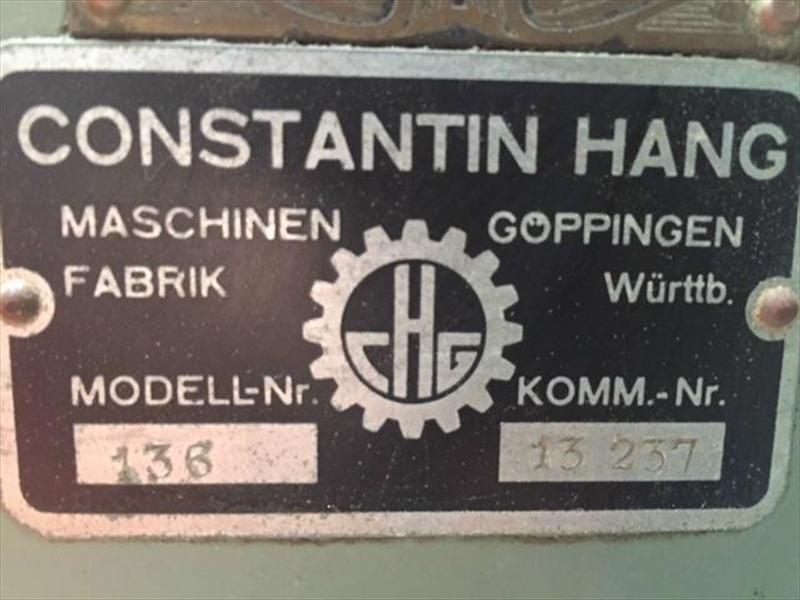 CONSTANTIN HANG
MASCHINEN GÖPPINGEN
FABRIK Württb.
CHG
MODELL-Nr. KOMM.-Nr.
136 13 237